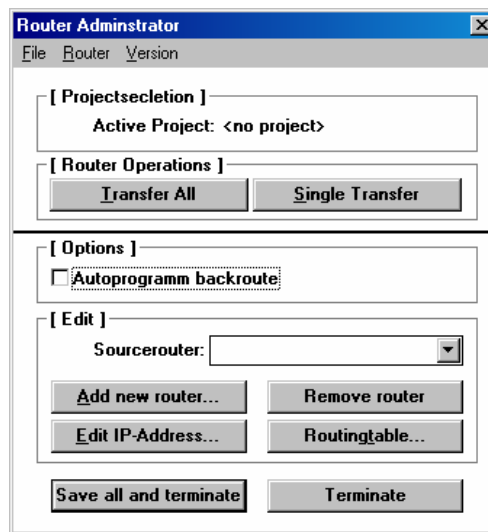 Router Adminstrator
File Router Version
[ Projectsecletion ]
Active Project: <no project>
[ Router Operations ]
Transfer All Single Transfer
[ Options ]
Autoprogramm backroute
[ Edit ]
Sourcerouter:
Add new router... Remove router
Edit IP-Address... Routingtable...
Save all and terminate Terminate